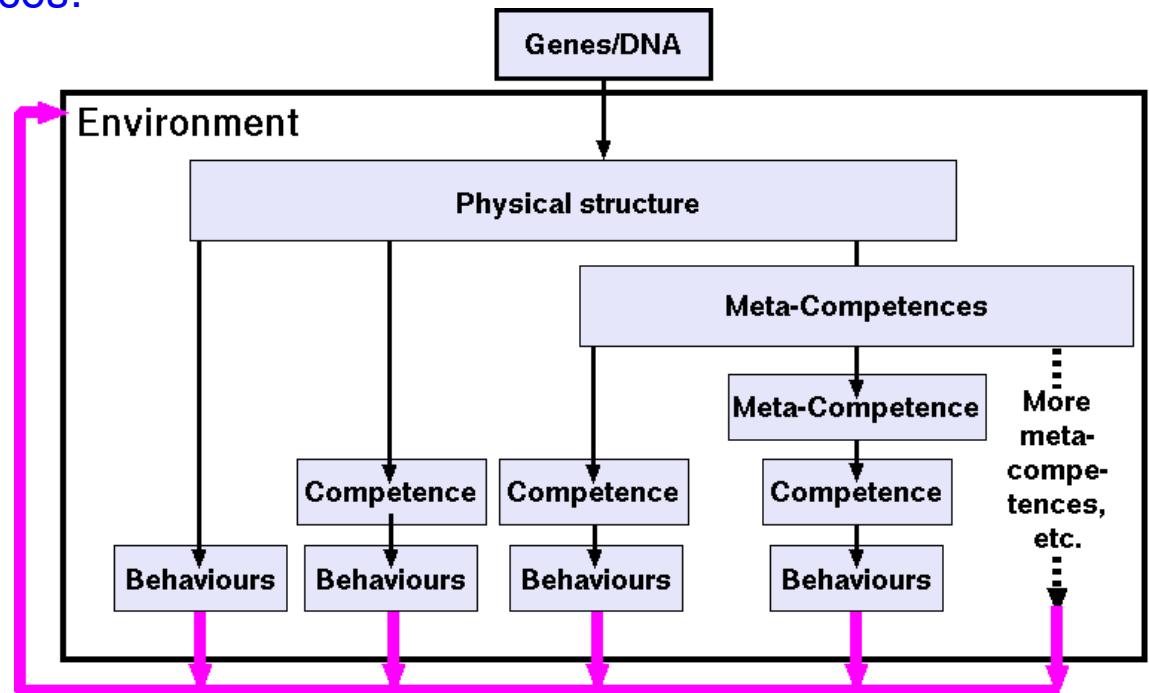 Genes/DNA
Environment
Physical structure
Meta-Competences
Meta-Competence
More
meta-
compe-
tences,
etc.
Competence
Competence
Competence
Behaviours
Behaviours
Behaviours
Behaviours